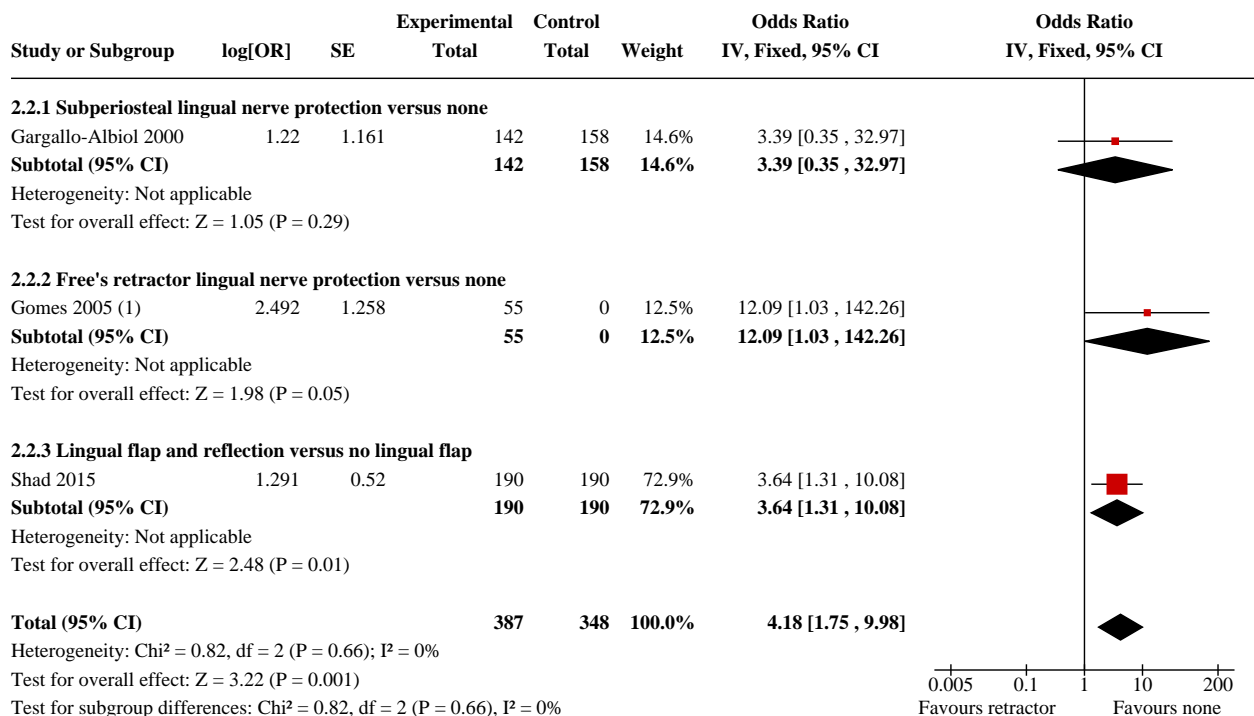 Experimental Control Odds Ratio Odds Ratio
Study or Subgroup log[OR] SE Total Total Weight IV, Fixed, 95% CI IV, Fixed, 95% CI
2.2.1 Subperiosteal lingual nerve protection versus none
Gargallo-Albiol 2000 1.22 1.161 142 158 14.6% 3.39 [0.35 , 32.97]
Subtotal (95% CI) 142 158 14.6% 3.39 [0.35 , 32.97]
Heterogeneity: Not applicable
Test for overall effect: Z = 1.05 (P = 0.29)
2.2.2 Free's retractor lingual nerve protection versus none
Gomes 2005 (1) 2.492 1.258 55 0 12.5% 12.09 [1.03 , 142.26]
Subtotal (95% CI) 55 0 12.5% 12.09 [1.03 , 142.26]
Heterogeneity: Not applicable
Test for overall effect: Z = 1.98 (P = 0.05)
2.2.3 Lingual flap and reflection versus no lingual flap
Shad 2015 1.291 0.52 190 190 72.9% 3.64 [1.31 , 10.08]
Subtotal (95% CI) 190 190 72.9% 3.64 [1.31 , 10.08]
Heterogeneity: Not applicable
Test for overall effect: Z = 2.48 (P = 0.01)
Total (95% CI) 387 348 100.0% 4.18 [1.75 , 9.98]
Heterogeneity: Chi² = 0.82, df = 2 (P = 0.66); I² = 0%
Test for overall effect: Z = 3.22 (P = 0.001)
0.005 0.1 1 10 200
Test for subgroup differences: Chi² = 0.82, df = 2 (P = 0.66), I² = 0% Favours retractor Favours none